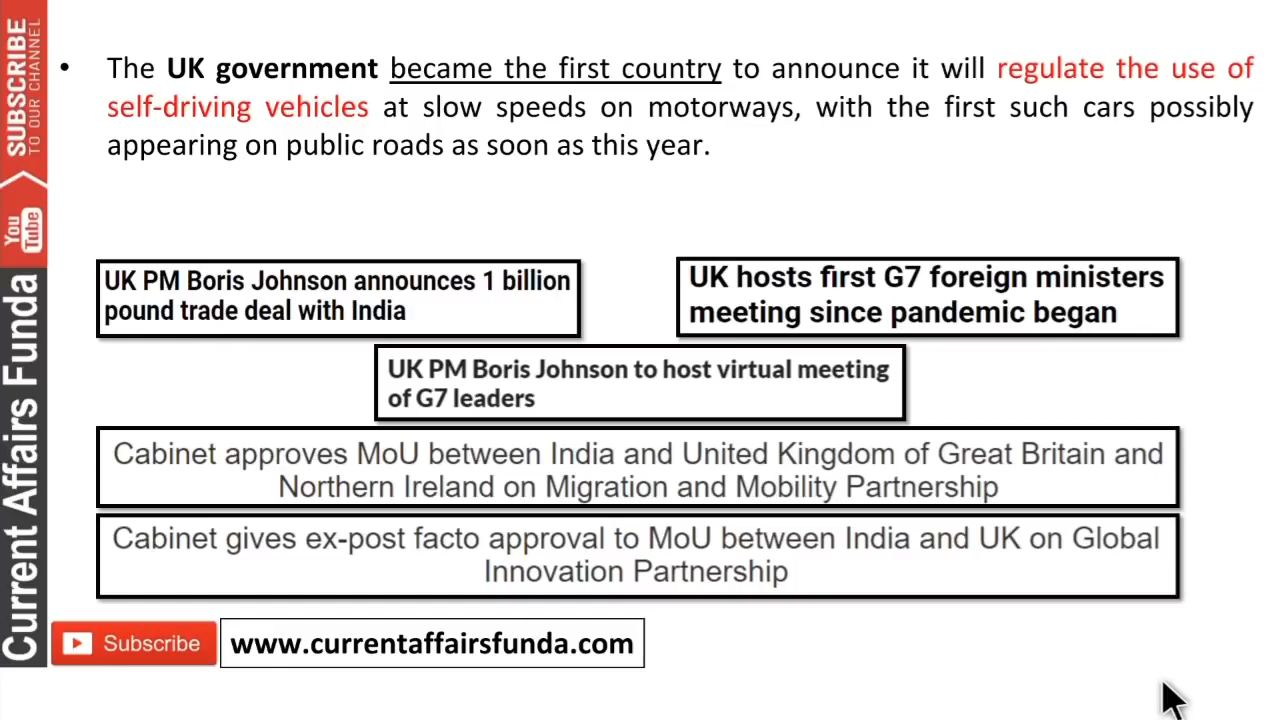 • The UK government became the first country to announce it will regulate the use of
self-driving vehicles at slow speeds on motorways, with the first such cars possibly
appearing on public roads as soon as this year.
UK PM Boris Johnson announces 1 billion
pound trade deal with India
UK hosts first G7 foreign ministers
meeting since pandemic began
UK PM Boris Johnson to host virtual meeting
of G7 leaders
Cabinet approves MoU between India and United Kingdom of Great Britain and
Northern Ireland on Migration and Mobility Partnership
Cabinet gives ex-post facto approval to MoU between India and UK on Global
Innovation Partnership
Subscribe
www.currentaffairsfunda.com
SUBSCRIBE
TO OUR CHANNEL
You
Tube
Current Affairs Funda